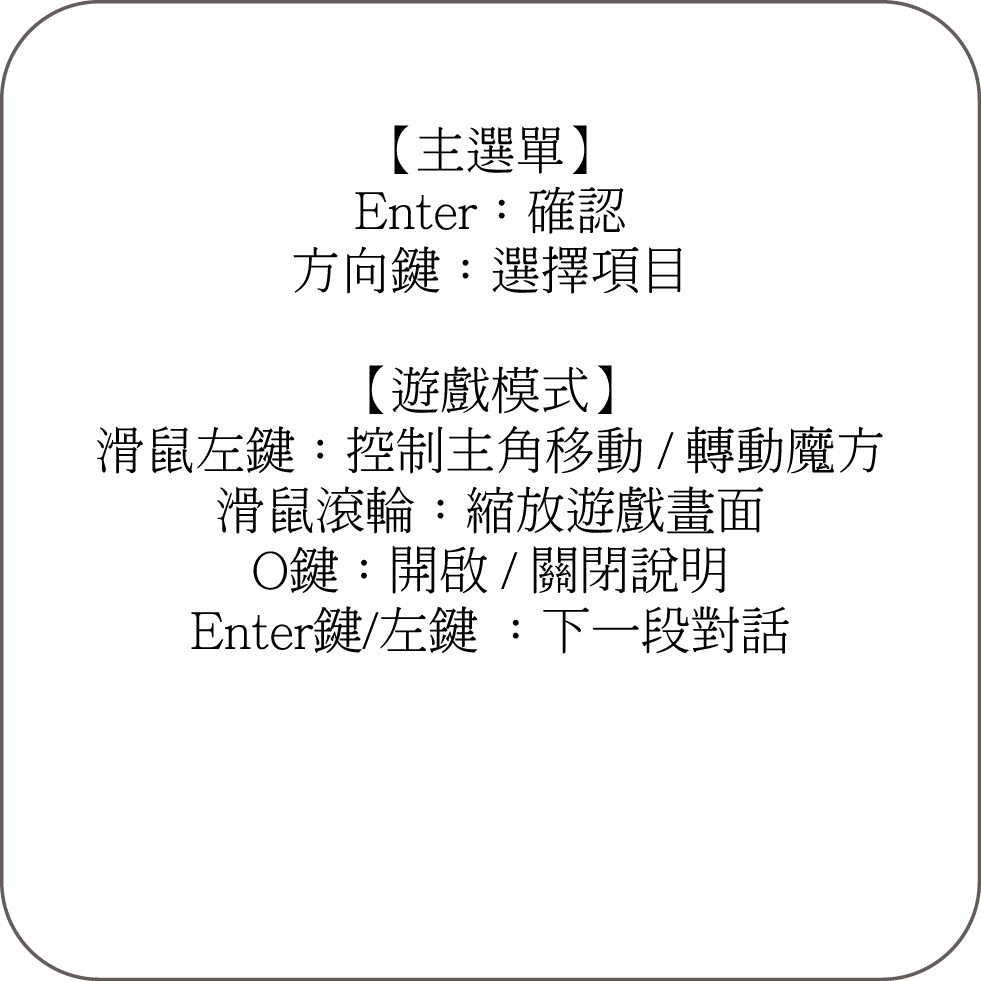 【主選單】
Enter：確認
方向鍵：選擇項目
【遊戲模式】
滑鼠左鍵：控制主角移動 / 轉動魔方
滑鼠滾輪：縮放遊戲畫面
O鍵：開啟 / 關閉說明
Enter鍵/左鍵 ：下一段對話